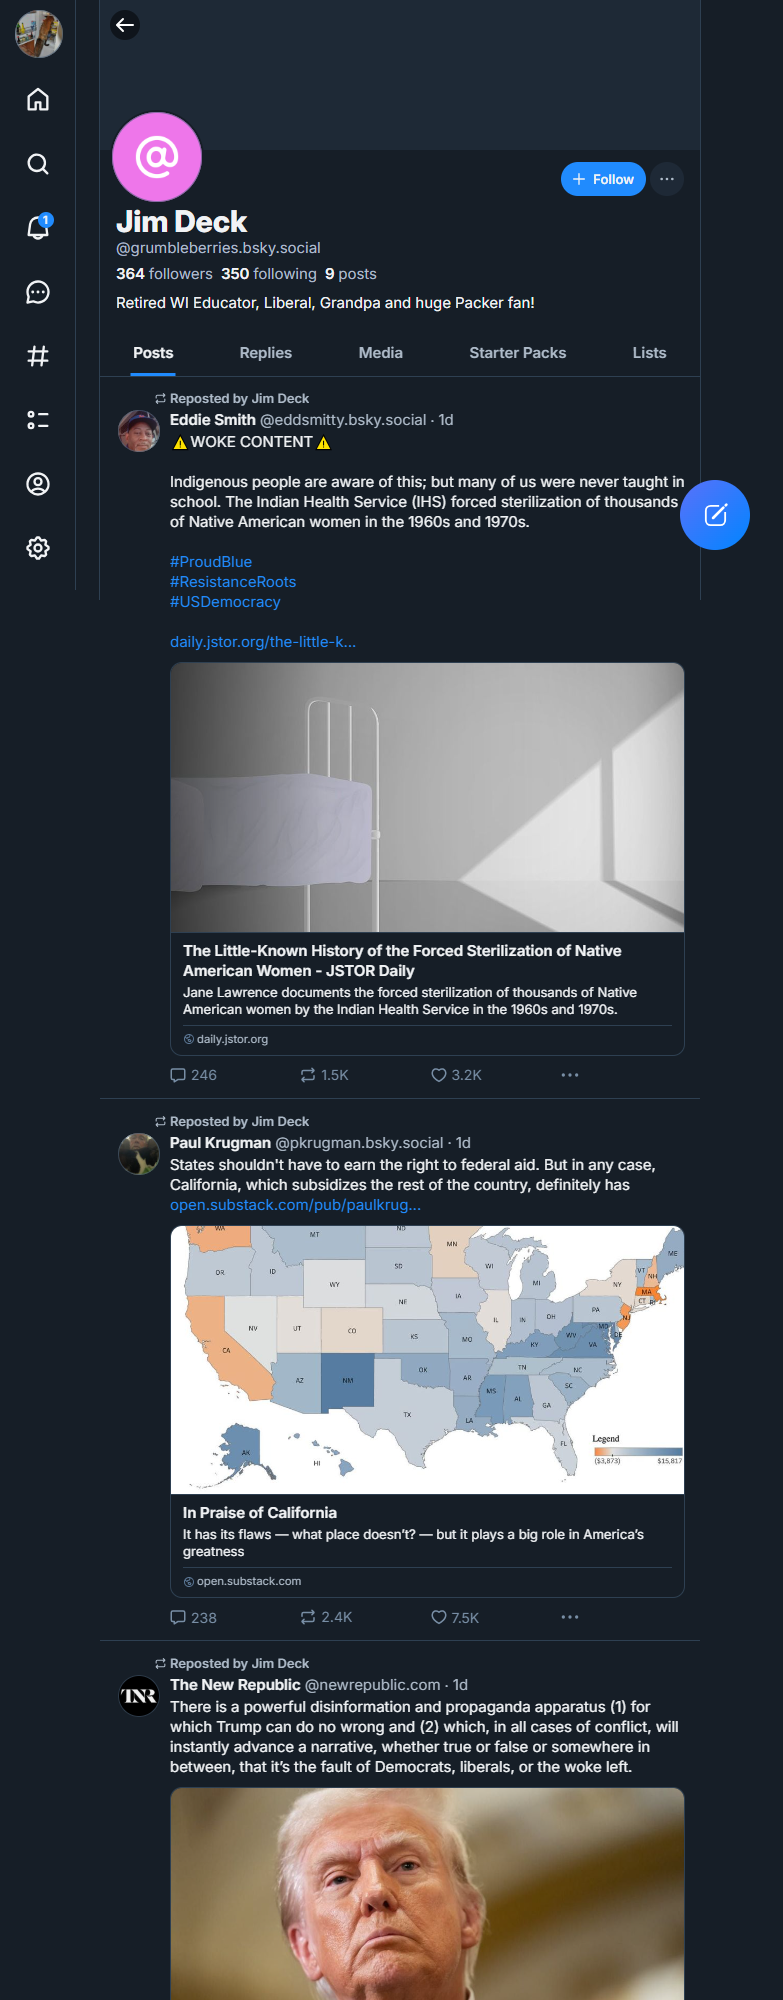 @
+ Follow
Jim Deck
@grumbleberries.bsky.social
364 followers 350 following 9 posts
Retired WI Educator, Liberal, Grandpa and huge Packer fan!
1
Posts Replies Media Starter Packs Lists
Reposted by Jim Deck
Eddie Smith @eddsmitty.bsky.social · 1d
⚠️WOKE CONTENT⚠️
Indigenous people are aware of this; but many of us were never taught in
school. The Indian Health Service (IHS) forced sterilization of thousands
of Native American women in the 1960s and 1970s.
#ProudBlue
#ResistanceRoots
#USDemocracy
daily.jstor.org/the-little-k...
The Little-Known History of the Forced Sterilization of Native
American Women - JSTOR Daily
Jane Lawrence documents the forced sterilization of thousands of Native
American women by the Indian Health Service in the 1960s and 1970s.
daily.jstor.org
246 1.5K 3.2K
Reposted by Jim Deck
Paul Krugman @pkrugman.bsky.social · 1d
States shouldn't have to earn the right to federal aid. But in any case,
California, which subsidizes the rest of the country, definitely has
open.substack.com/pub/paulkrug...
WA MT ND MN ME
OR ID SD WI VT NH
WY MI NY MA
CT RI
NE IA PA
NV UT CO IL IN OH NJ
CA KS MO WV MD DE
KY VA
AZ NM OK AR TN NC
MS AL SC
TX LA GA
FL
AK HI
Legend
($3,873) $15,817
In Praise of California
It has its flaws — what place doesn't? — but it plays a big role in America's
greatness
open.substack.com
238 2.4K 7.5K
Reposted by Jim Deck
TNR
The New Republic @newrepublic.com · 1d
There is a powerful disinformation and propaganda apparatus (1) for
which Trump can do no wrong and (2) which, in all cases of conflict, will
instantly advance a narrative, whether true or false or somewhere in
between, that it's the fault of Democrats, liberals, or the woke left.